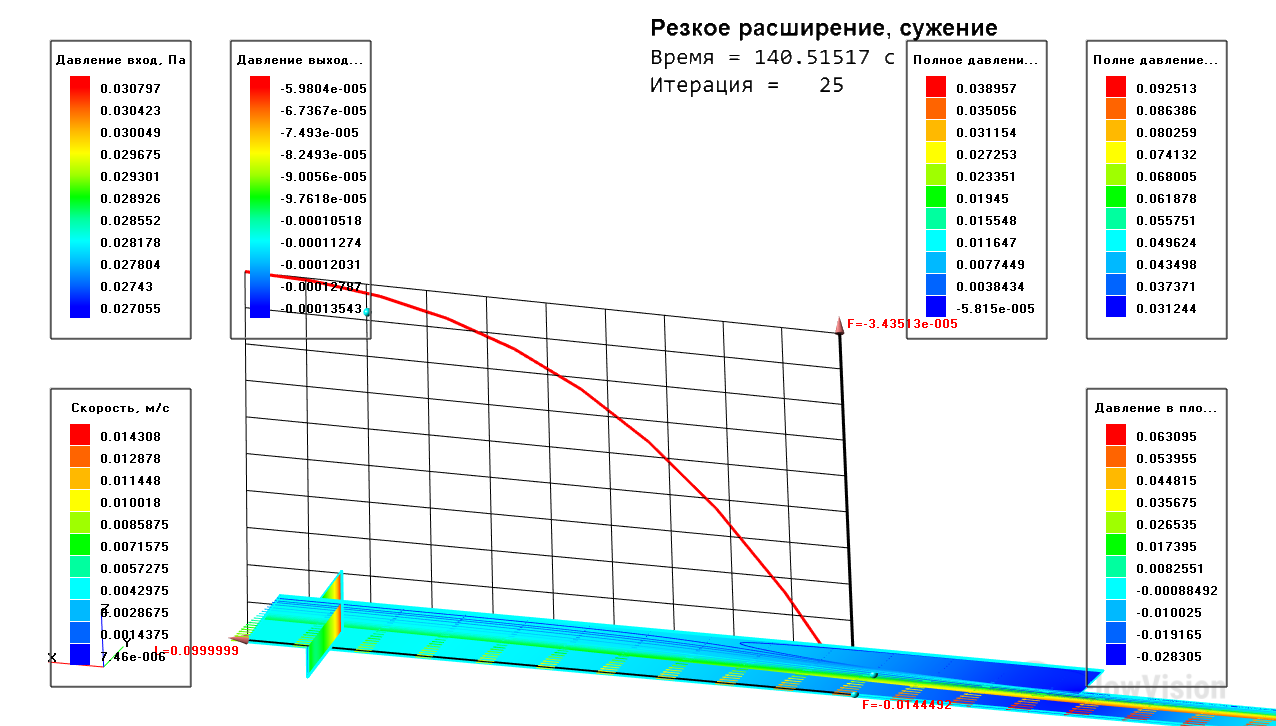 Резкое расширение, сужение
Время = 140.51517 с
Итерация = 25
Давление вход, Па
0.030797
0.030423
0.030049
0.029675
0.029301
0.028926
0.028552
0.028178
0.027804
0.02743
0.027055
Давление выход...
-5.9804e-005
-6.7367e-005
-7.493e-005
-8.2493e-005
-9.0056e-005
-9.7618e-005
-0.00010518
-0.00011274
-0.00012031
-0.00012787
-0.00013543
Полное давлени...
0.038957
0.035056
0.031154
0.027253
0.023351
0.01945
0.015548
0.011647
0.0077449
0.0038434
-5.815e-005
Полне давление...
0.092513
0.086386
0.080259
0.074132
0.068005
0.061878
0.055751
0.049624
0.043498
0.037371
0.031244
F=-3.43513e-005
Скорость, м/с
0.014308
0.012878
0.011448
0.010018
0.0085875
0.0071575
0.0057275
0.0042975
0.0028675
0.0014375
7.46e-006
Z
Y
X
L=0.0999999
Давление в пло...
0.063095
0.053955
0.044815
0.035675
0.026535
0.017395
0.0082551
-0.00088492
-0.010025
-0.019165
-0.028305
F=-0.0144492
FlowVision